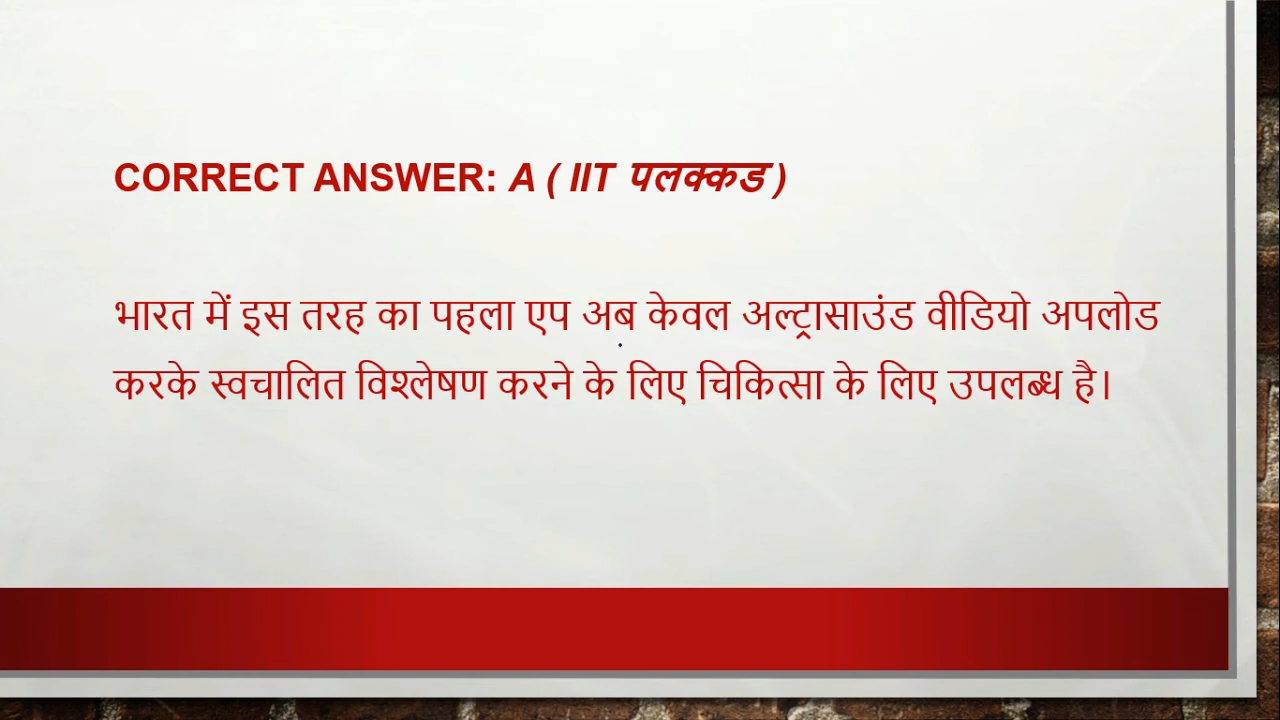 CORRECT ANSWER: A ( IIT पलक्कड )
भारत में इस तरह का पहला एप अब केवल अल्ट्रासाउंड वीडियो अपलोड
करके स्वचालित विश्लेषण करने के लिए चिकित्सा के लिए उपलब्ध है।